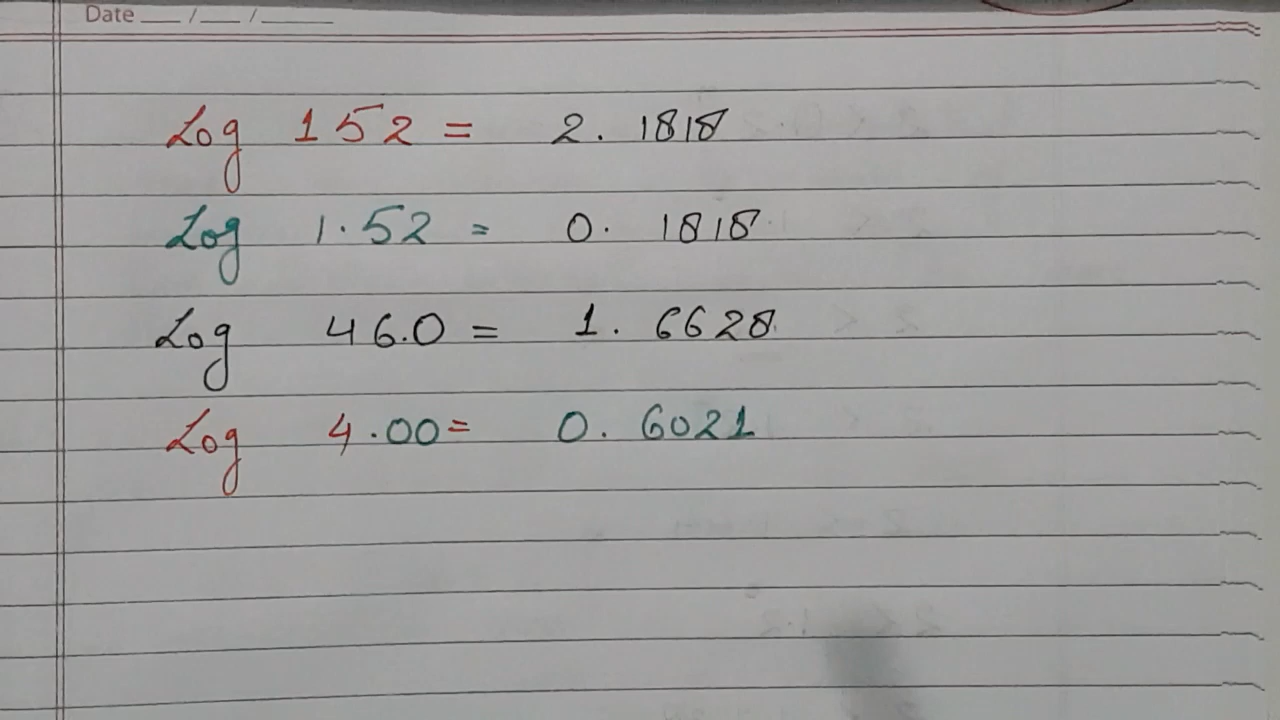 Date ___ / ___ / _____
Log 152 = 2. 1818
Log 1.52 = 0. 1818
Log 46.0 = 1. 6628
Log 4.00= 0. 6021